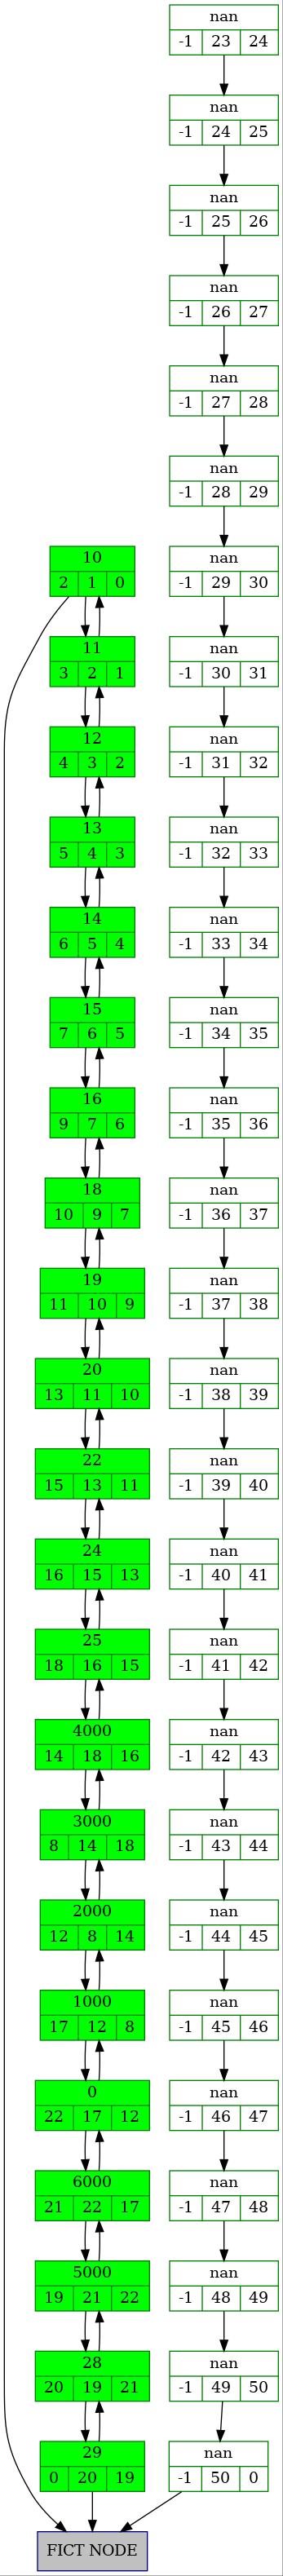 nan
-1 23 24
nan
-1 24 25
nan
-1 25 26
nan
-1 26 27
nan
-1 27 28
nan
-1 28 29
10 nan
2 1 0 -1 29 30
11 nan
3 2 1 -1 30 31
12 nan
4 3 2 -1 31 32
13 nan
5 4 3 -1 32 33
14 nan
6 5 4 -1 33 34
15 nan
7 6 5 -1 34 35
16 nan
9 7 6 -1 35 36
18 nan
10 9 7 -1 36 37
19 nan
11 10 9 -1 37 38
20 nan
13 11 10 -1 38 39
22 nan
15 13 11 -1 39 40
24 nan
16 15 13 -1 40 41
25 nan
18 16 15 -1 41 42
4000 nan
14 18 16 -1 42 43
3000 nan
8 14 18 -1 43 44
2000 nan
12 8 14 -1 44 45
1000 nan
17 12 8 -1 45 46
0 nan
22 17 12 -1 46 47
6000 nan
21 22 17 -1 47 48
5000 nan
19 21 22 -1 48 49
28 nan
20 19 21 -1 49 50
29 nan
0 20 19 -1 50 0
FICT NODE